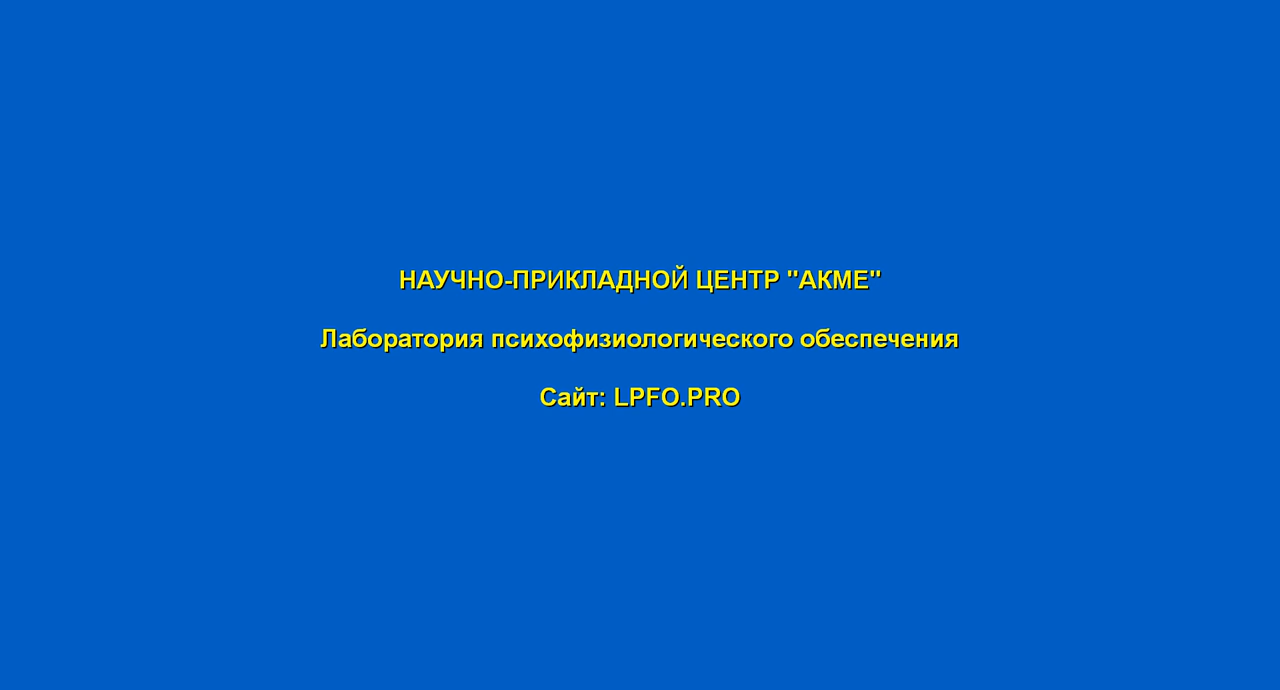 НАУЧНО-ПРИКЛАДНОЙ ЦЕНТР "АКМЕ"
Лаборатория психофизиологического обеспечения
Сайт: LPFO.PRO